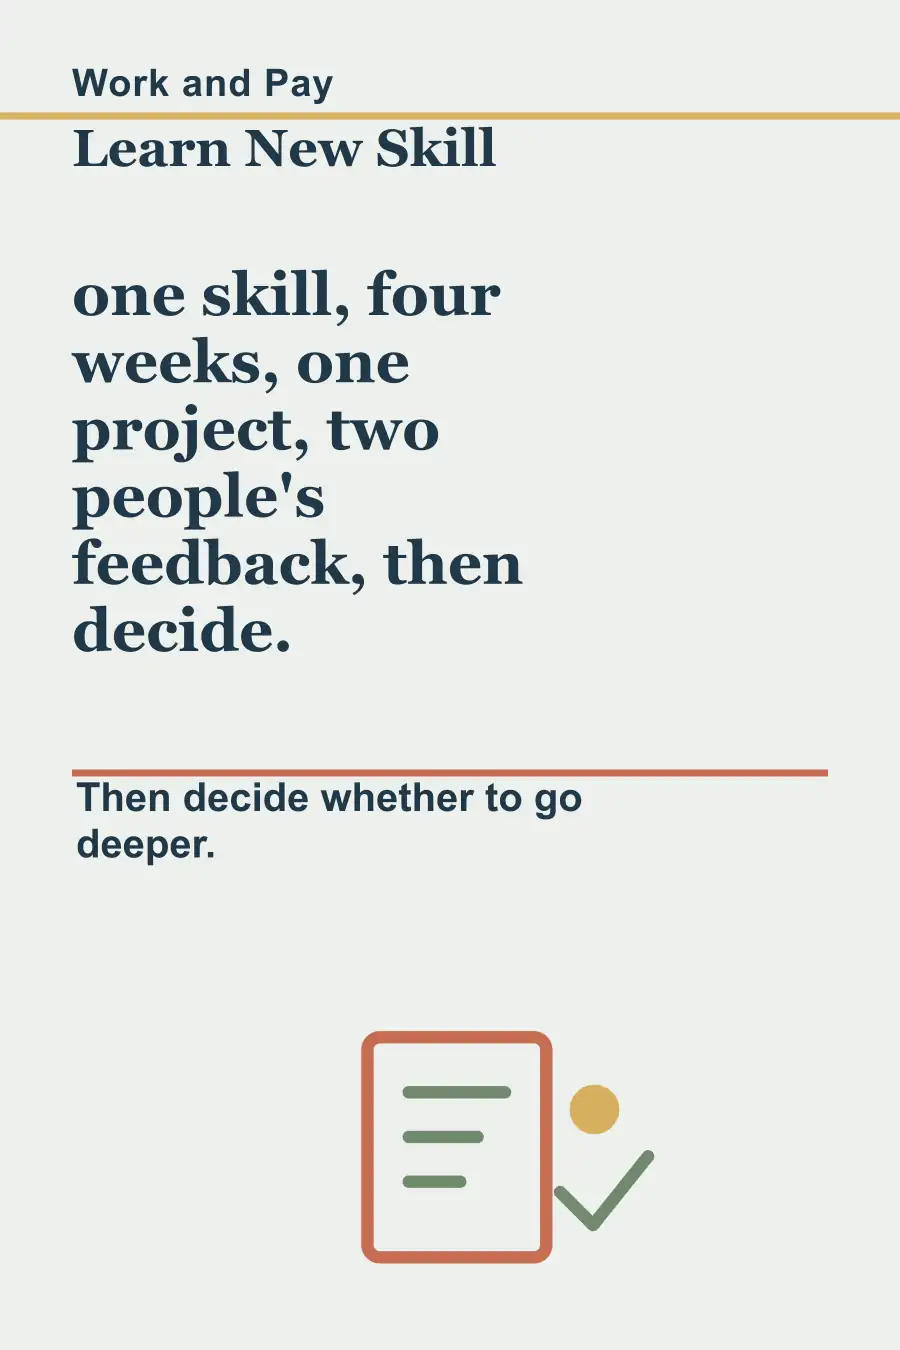 Work and Pay
Learn New Skill
one skill, four
weeks, one
project, two
people's
feedback, then
decide.
Then decide whether to go
deeper.